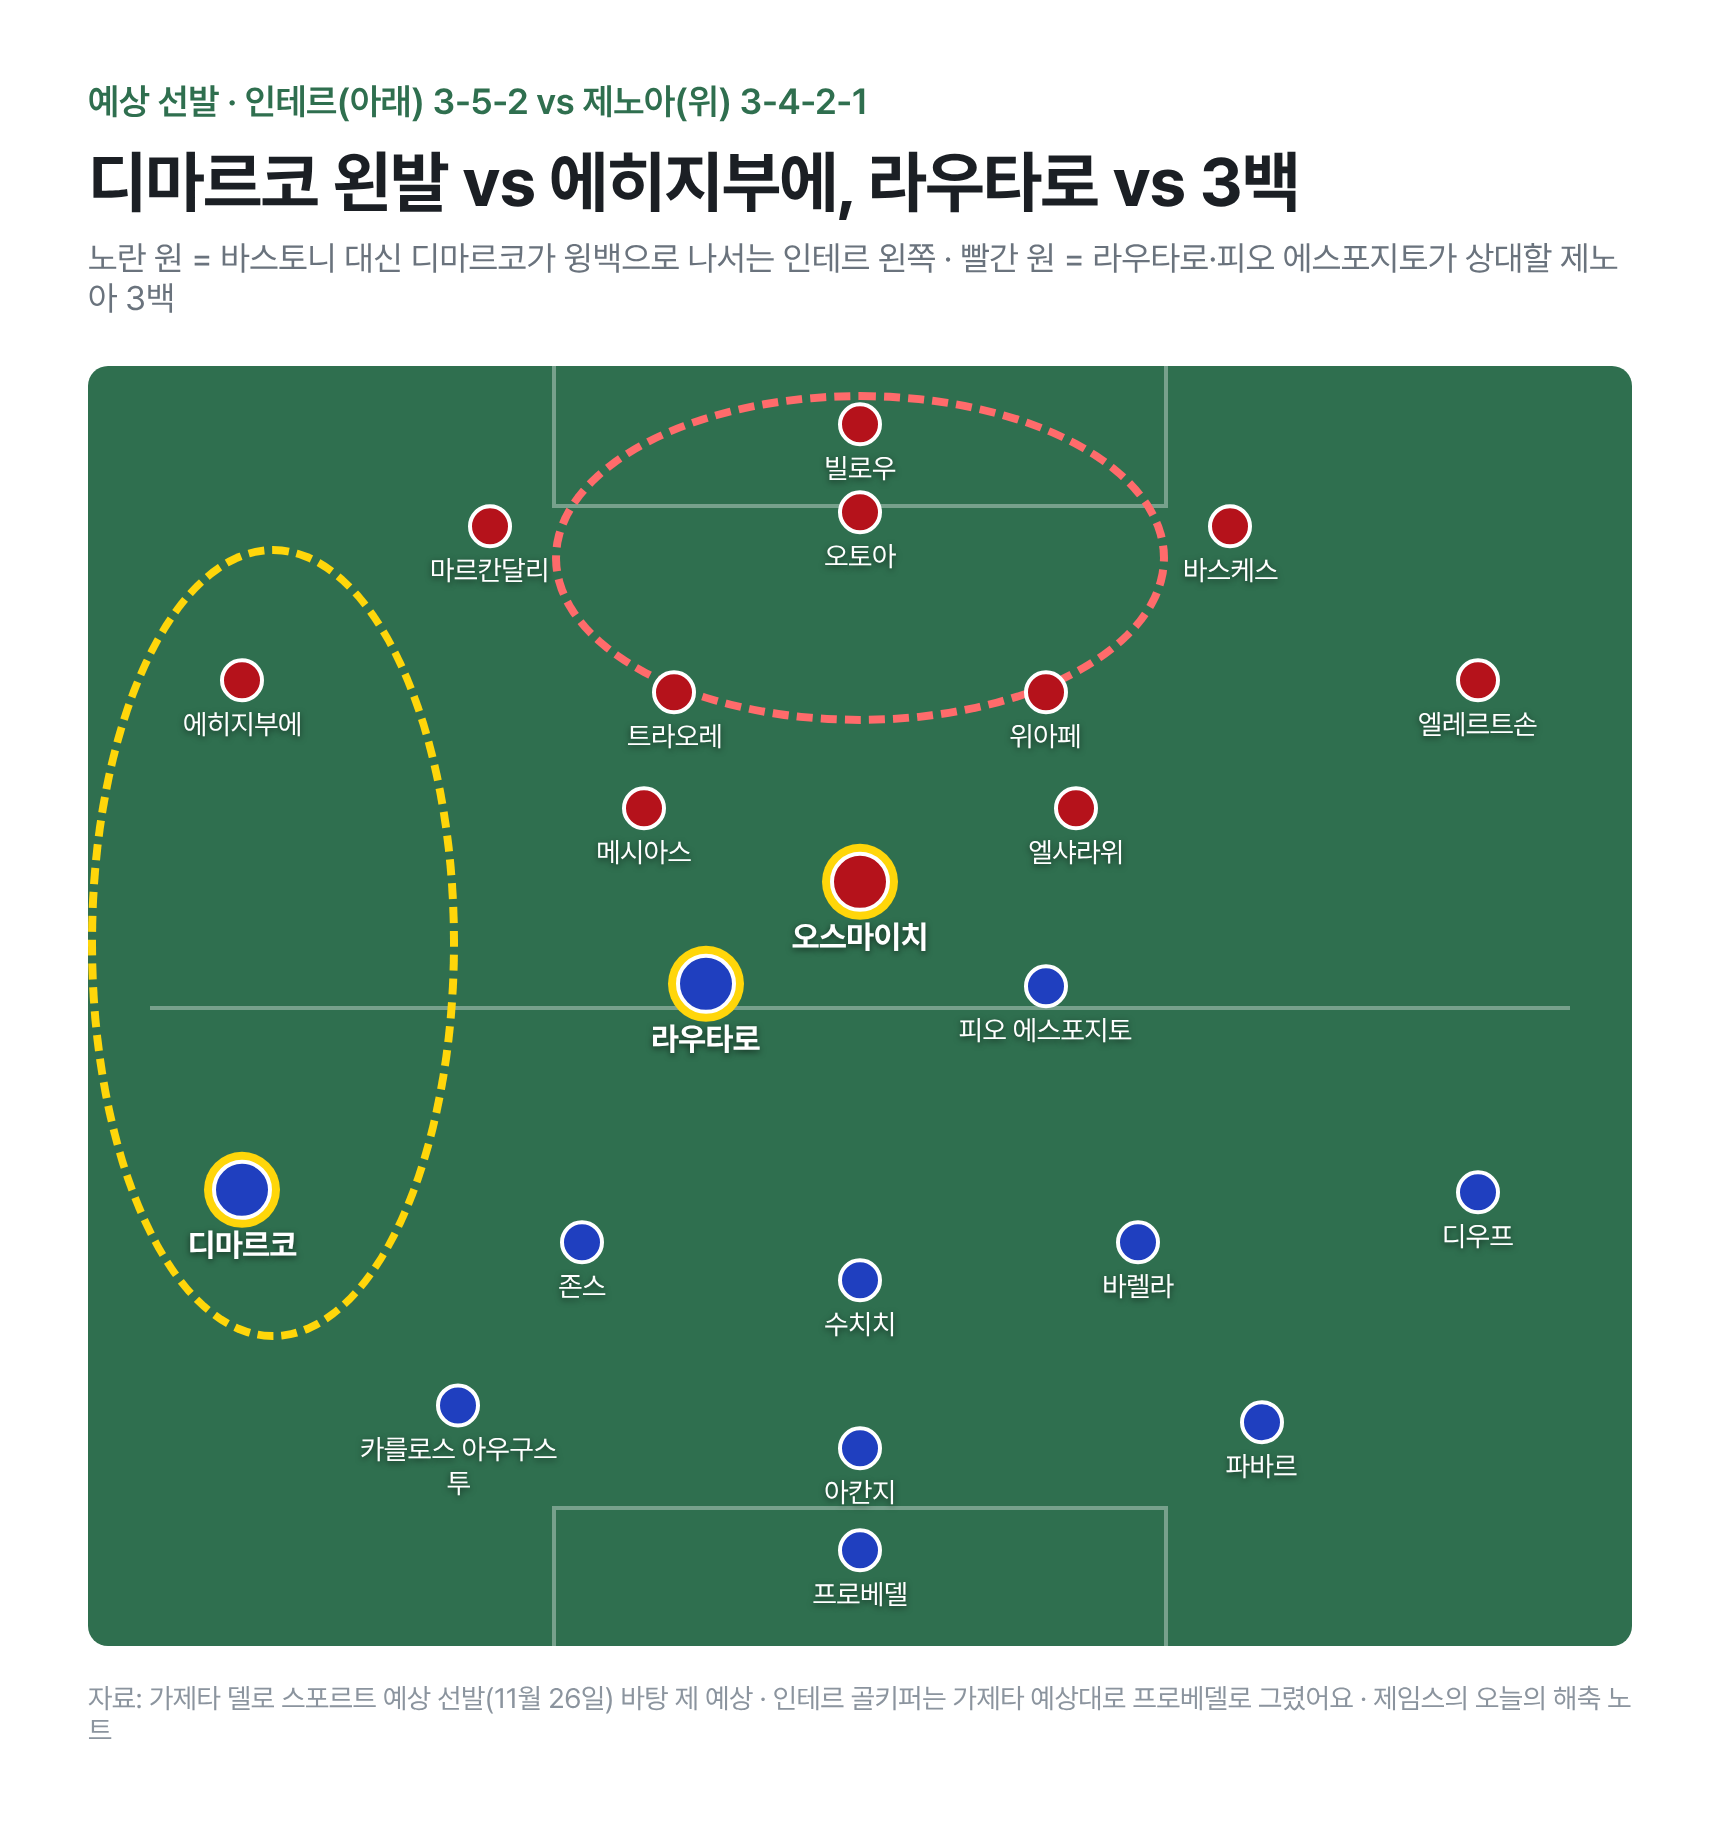 예상 선발 · 인테르(아래) 3-5-2 vs 제노아(위) 3-4-2-1
디마르코 왼발 vs 에히지부에, 라우타로 vs 3백
노란 원 = 바스토니 대신 디마르코가 윙백으로 나서는 인테르 왼쪽 · 빨간 원 = 라우타로·피오 에스포지토가 상대할 제노
아 3백
빌로우
오토아
마르칸달리
바스케스
에히지부에
트라오레
위아페
엘레르트손
메시아스
엘샤라위
오스마이치
라우타로
피오 에스포지토
디마르코
존스
수치치
바렐라
디우프
카를로스 아우구스
투
아칸지
파바르
프로베델
자료: 가제타 델로 스포르트 예상 선발(11월 26일) 바탕 제 예상 · 인테르 골키퍼는 가제타 예상대로 프로베델로 그렸어요 · 제임스의 오늘의 해축 노
트